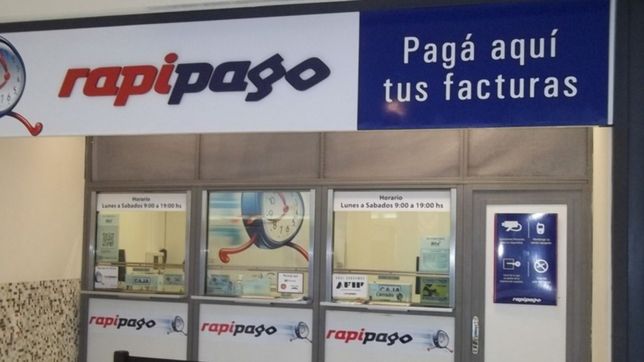 rapipago
Pagá aquí
tus facturas
Horario
Lunes a Sabados 9:00 a 19:00 hs
Horario
Lunes a Sabados 9:00 a 19:00 hs
AFIP
CAJA
CAJA
rapipago
rapipago
rapipago
rapipago